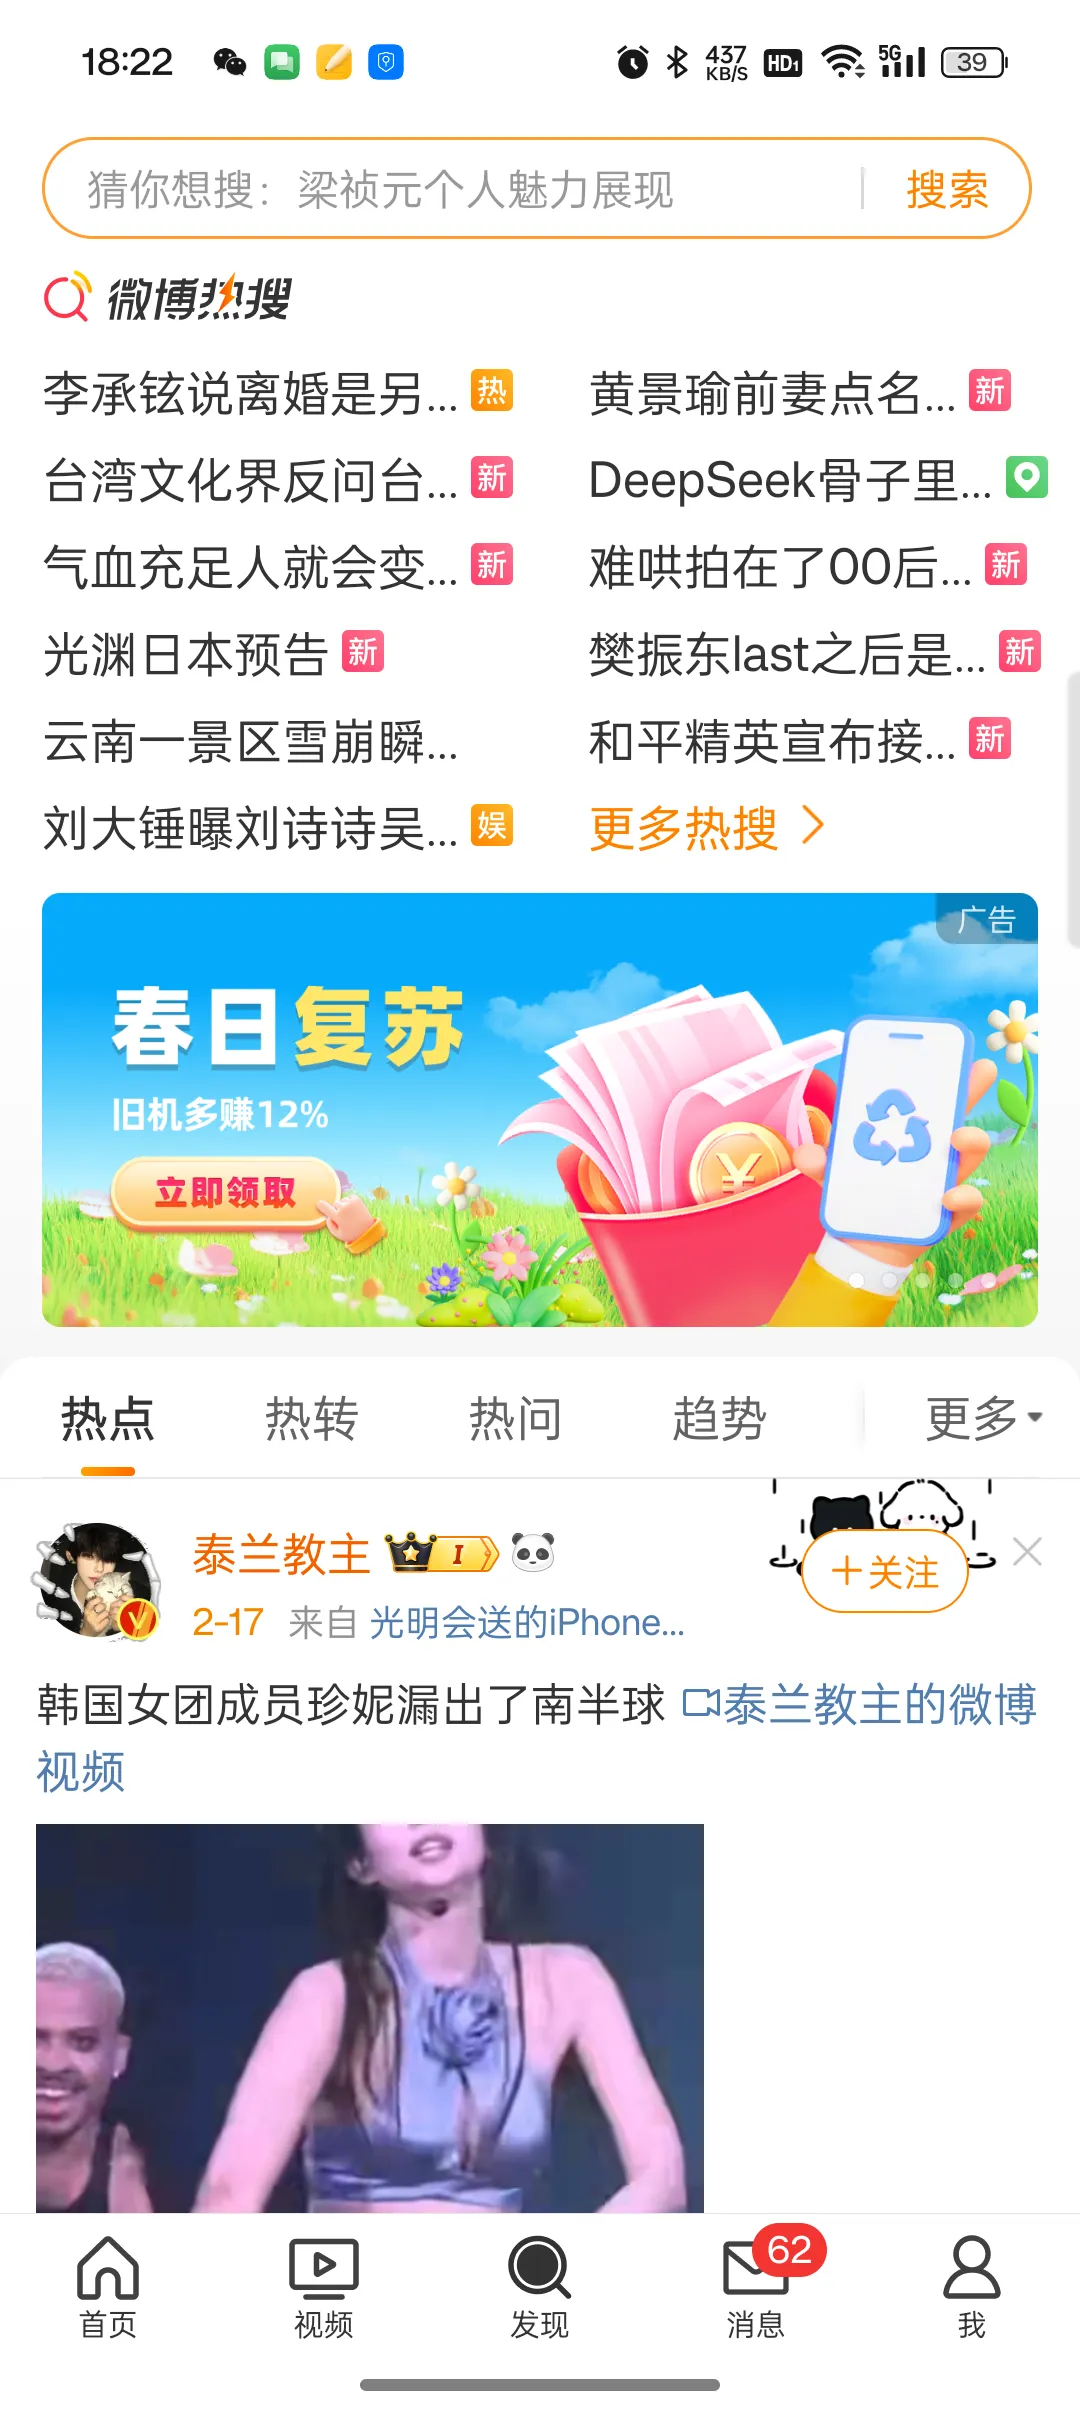 18:22
437
KB/S
HD1
5G
39
猜你想搜：梁祯元个人魅力展现
搜索
微博热搜
李承铉说离婚是另... 热
黄景瑜前妻点名... 新
台湾文化界反问台... 新
DeepSeek骨子里...
气血充足人就会变... 新
难哄拍在了00后... 新
光渊日本预告 新
樊振东last之后是... 新
云南一景区雪崩瞬...
和平精英宣布接... 新
刘大锤曝刘诗诗吴... 娱
更多热搜
广告
春日复苏
旧机多赚12%
立即领取
¥
热点
热转
热问
趋势
更多
泰兰教主
I
+关注
2-17 来自 光明会送的iPhone...
韩国女团成员珍妮漏出了南半球 泰兰教主的微博
视频
首页
视频
发现
62
消息
我